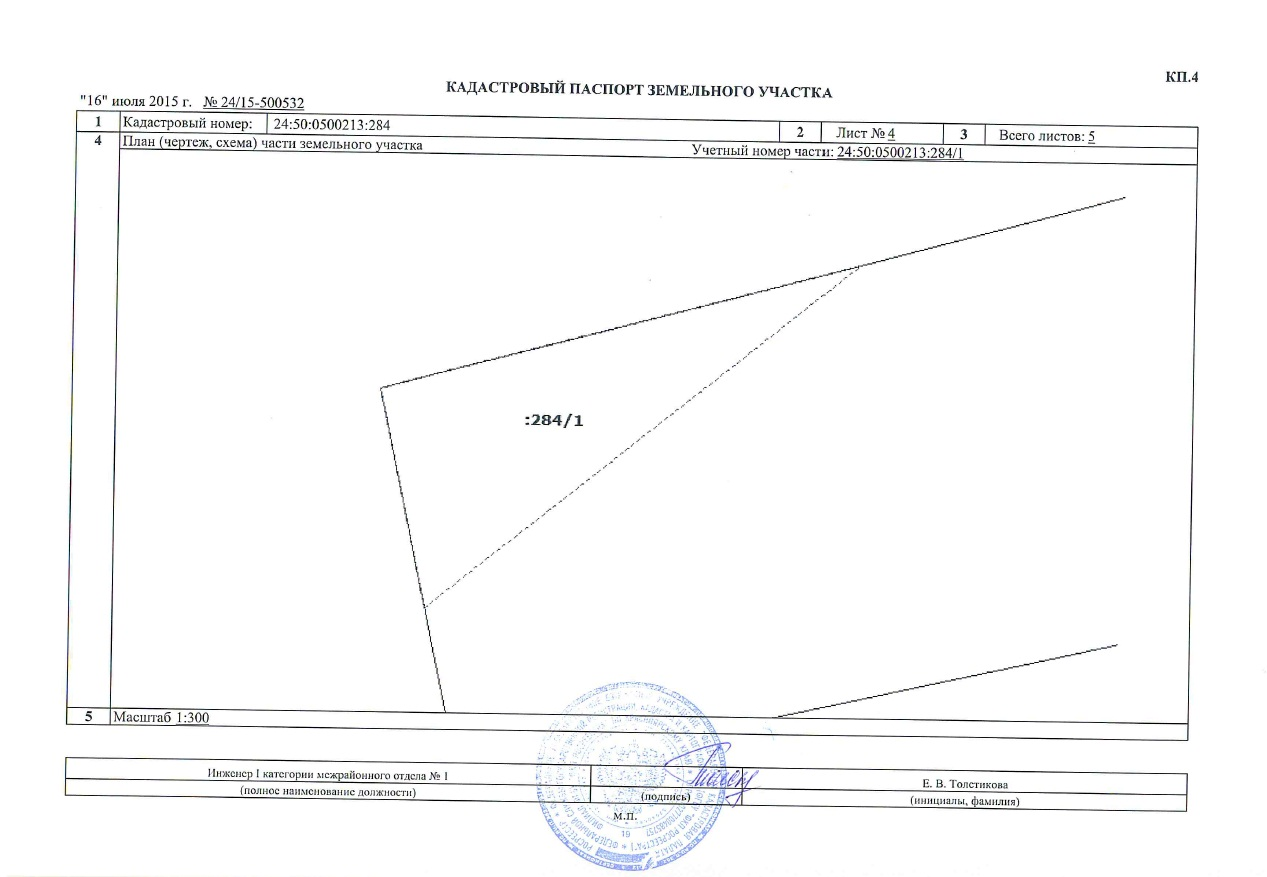 КП.4
КАДАСТРОВЫЙ ПАСПОРТ ЗЕМЕЛЬНОГО УЧАСТКА
"16" июля 2015 г. № 24/15-500532
1 Кадастровый номер: 24:50:0500213:284 2 Лист № 4 3 Всего листов: 5
4 План (чертеж, схема) части земельного участка Учетный номер части: 24:50:0500213:284/1
:284/1
5 Масштаб 1:300
Инженер I категории межрайонного отдела № 1 Е. В. Толстикова
(полное наименование должности) (подпись) (инициалы, фамилия)
М.П.